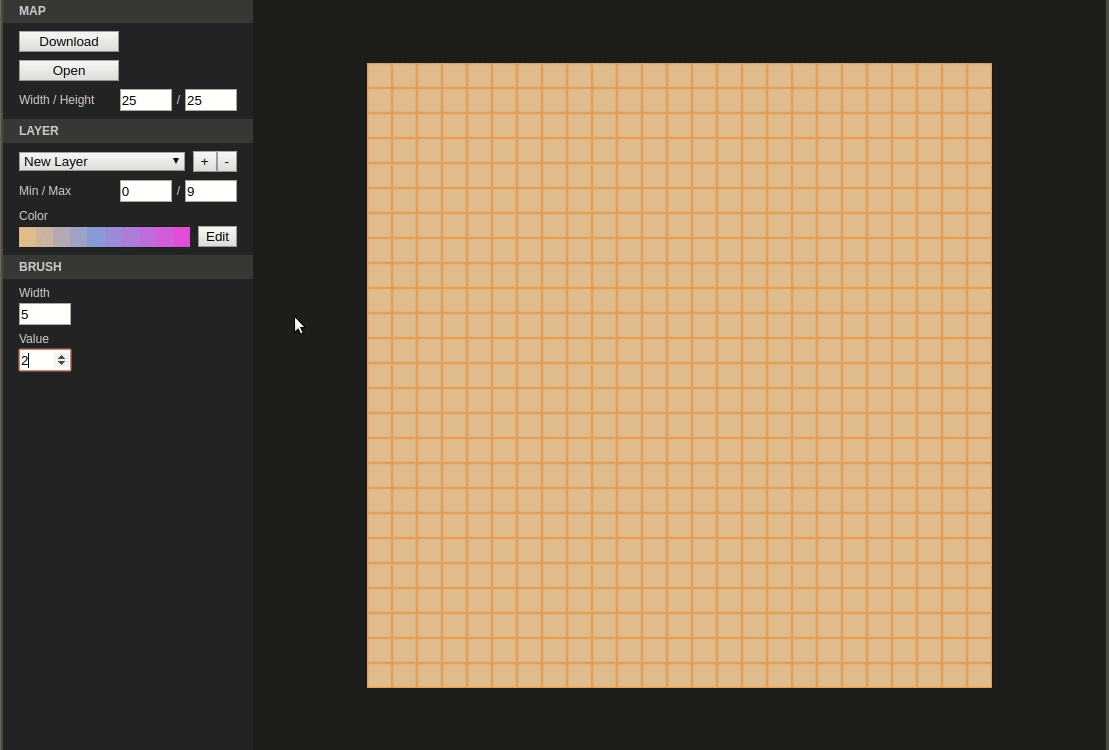 MAP
Download
Open
Width / Height 25 / 25
LAYER
New Layer + -
Min / Max 0 / 9
Color
Edit
BRUSH
Width
5
Value
2